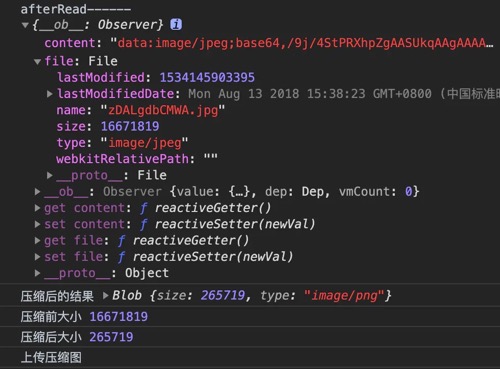 afterRead------
▼{__ob__: Observer} i
content: "data:image/jpeg;base64,/9j/4StPRXhpZgAASUkqAAgAAAA…
▼file: File
lastModified: 1534145903395
▶lastModifiedDate: Mon Aug 13 2018 15:38:23 GMT+0800 (中国标准时
name: "zDALgdbCMWA.jpg"
size: 16671819
type: "image/jpeg"
webkitRelativePath: ""
▶__proto__: File
▶__ob__: Observer {value: {…}, dep: Dep, vmCount: 0}
▶get content: ƒ reactiveGetter()
▶set content: ƒ reactiveSetter(newVal)
▶get file: ƒ reactiveGetter()
▶set file: ƒ reactiveSetter(newVal)
▶__proto__: Object
压缩后的结果 ▶Blob {size: 265719, type: "image/png"}
压缩前大小 16671819
压缩后大小 265719
上传压缩图